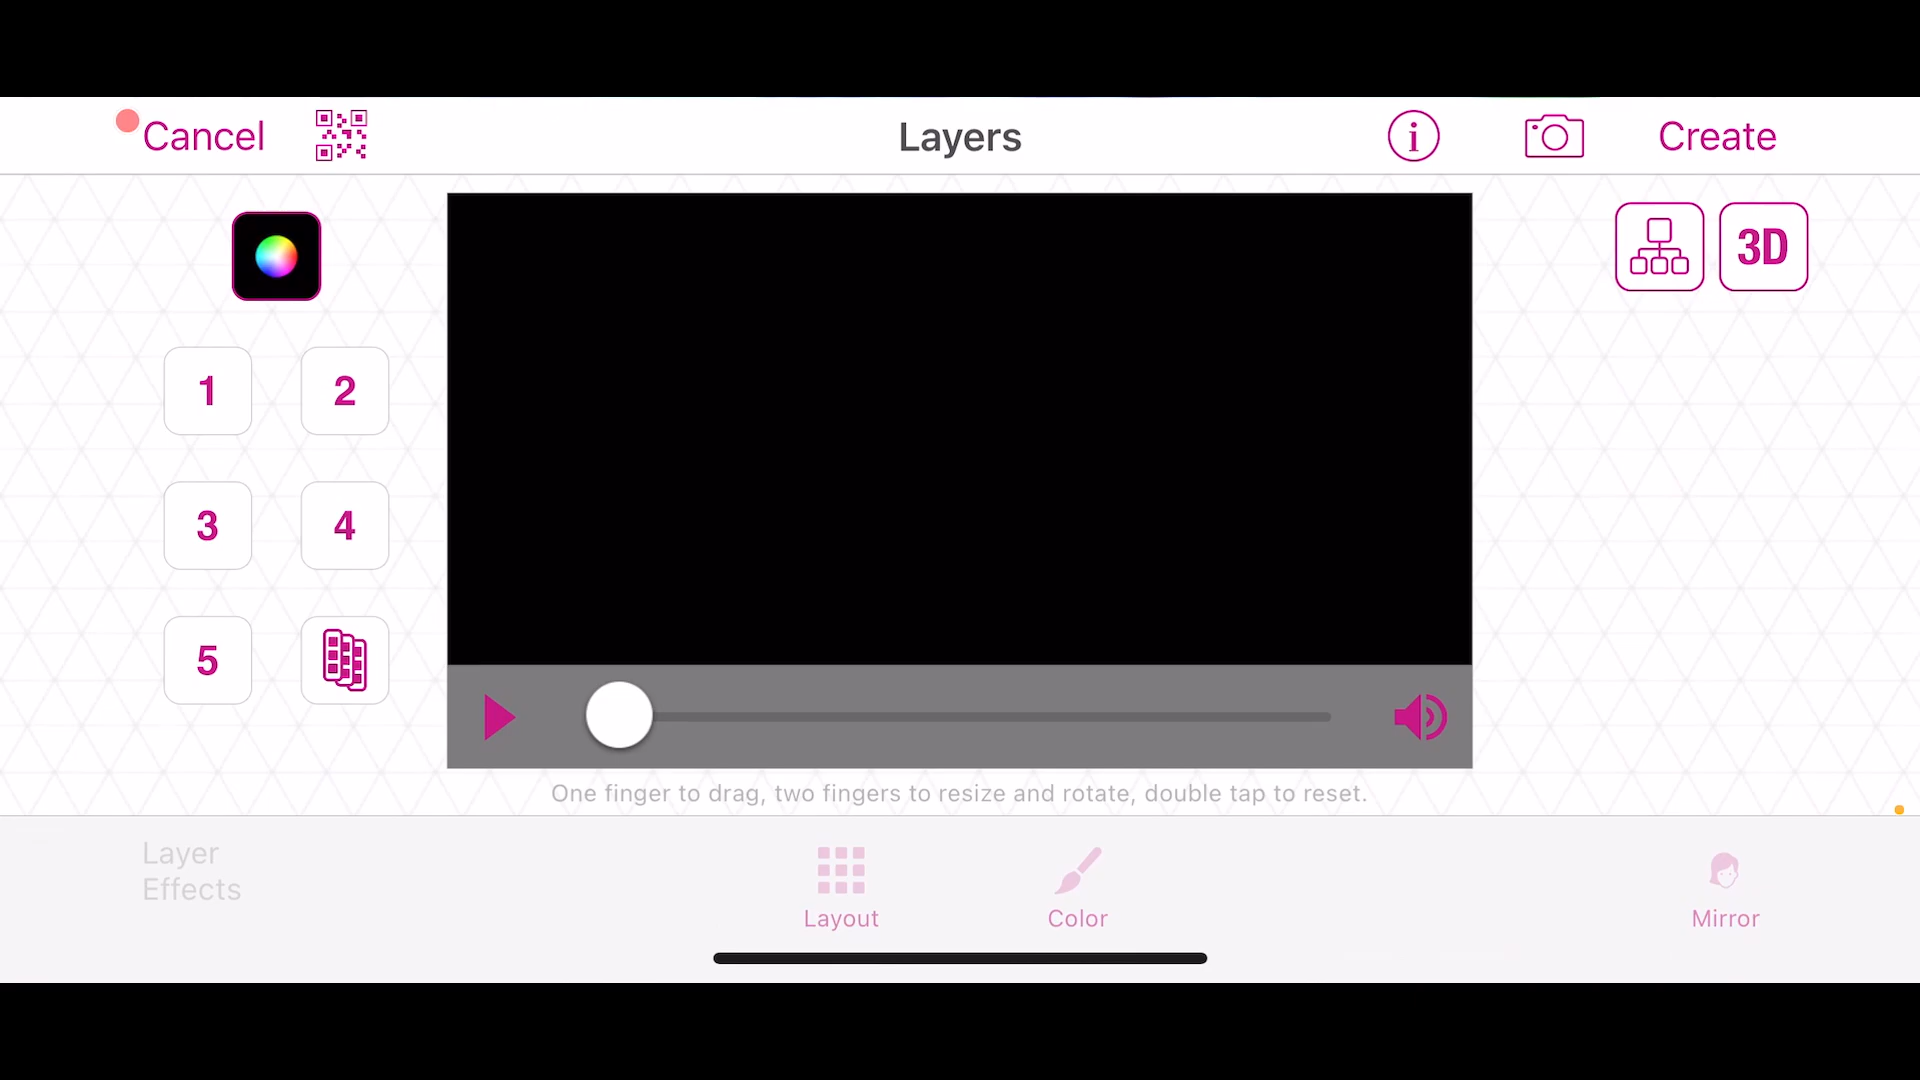 Cancel
Layers
Create
3D
1
2
3
4
5
One finger to drag, two fingers to resize and rotate, double tap to reset.
Layer
Effects
Layout
Color
Mirror